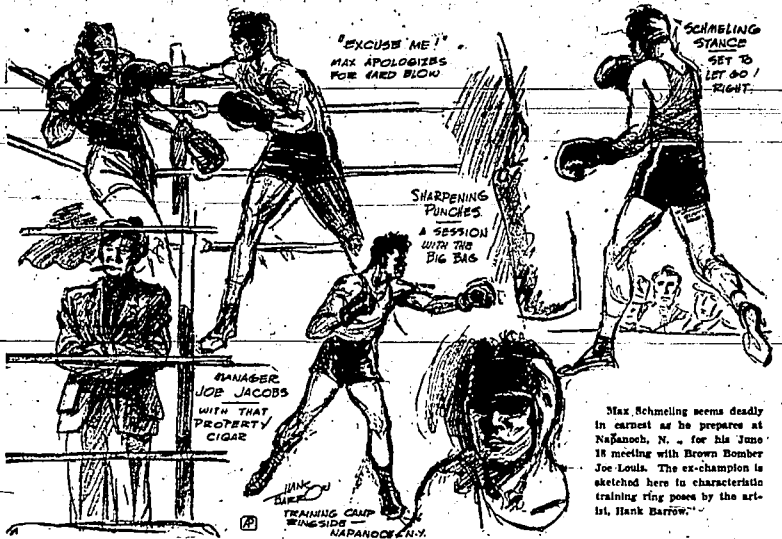 "EXCUSE ME!"
MAX APOLOGIZES
FOR HARD BLOW
SCHMELING
STANCE
SET TO
LET GO!
RIGHT.
SHARPENING
PUNCHES
A SESSION
WITH THE
BIG BAG
MANAGER
JOE JACOBS
WITH THAT
PROPERTY
CIGAR
HANK
BARROW
AP
TRAINING CAMP
RINGSIDE —
NAPANOCH N.Y.
Max Schmeling seems deadly
in earnest as he prepares at
Napanoch, N. ., for his June
18 meeting with Brown Bomber
Joe Louis. The ex-champion is
sketched here in characteristic
training ring poses by the art-
ist, Hank Barrow.